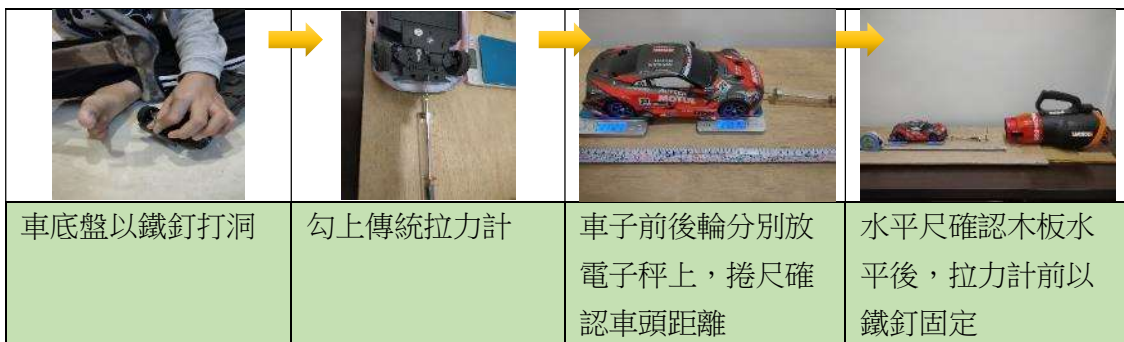 MOTUL
車底盤以鐵釘打洞
勾上傳統拉力計
車子前後輪分別放
電子秤上，捲尺確
認車頭距離
水平尺確認木板水
平後，拉力計前以
鐵釘固定